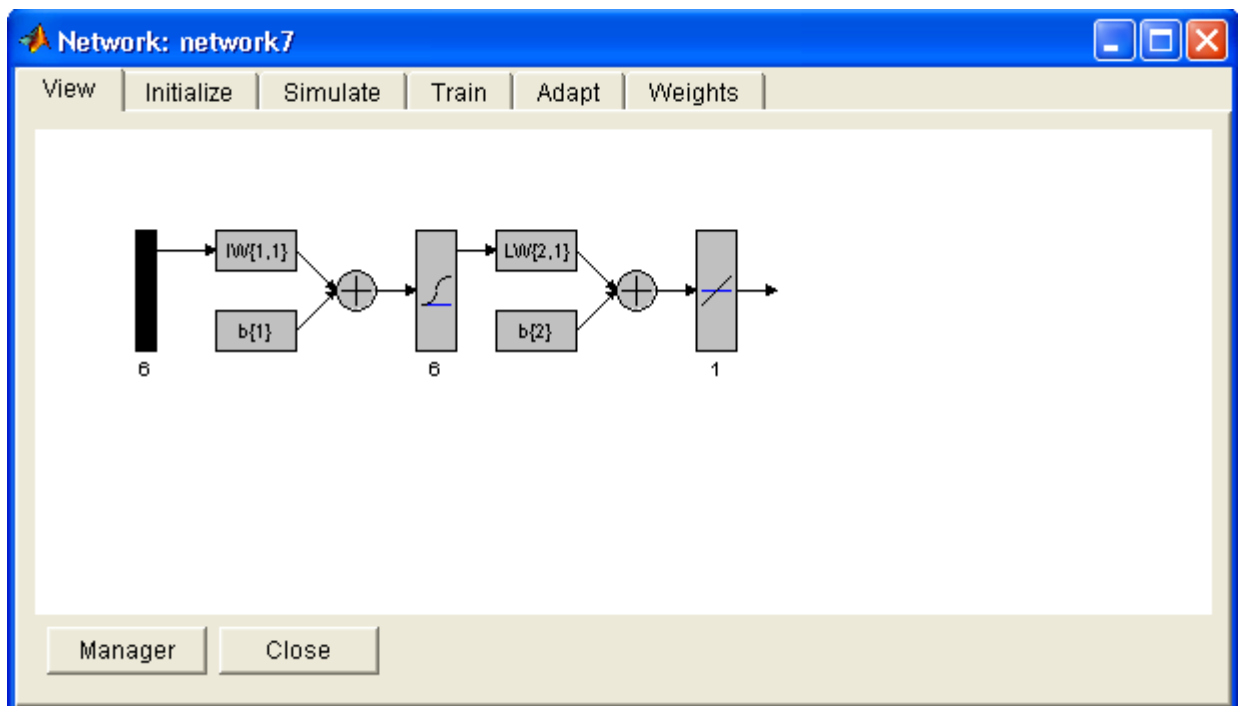 Network: network7
View Initialize Simulate Train Adapt Weights
IW{1,1} LW{2,1}
b{1} b{2}
6 6 1
Manager Close